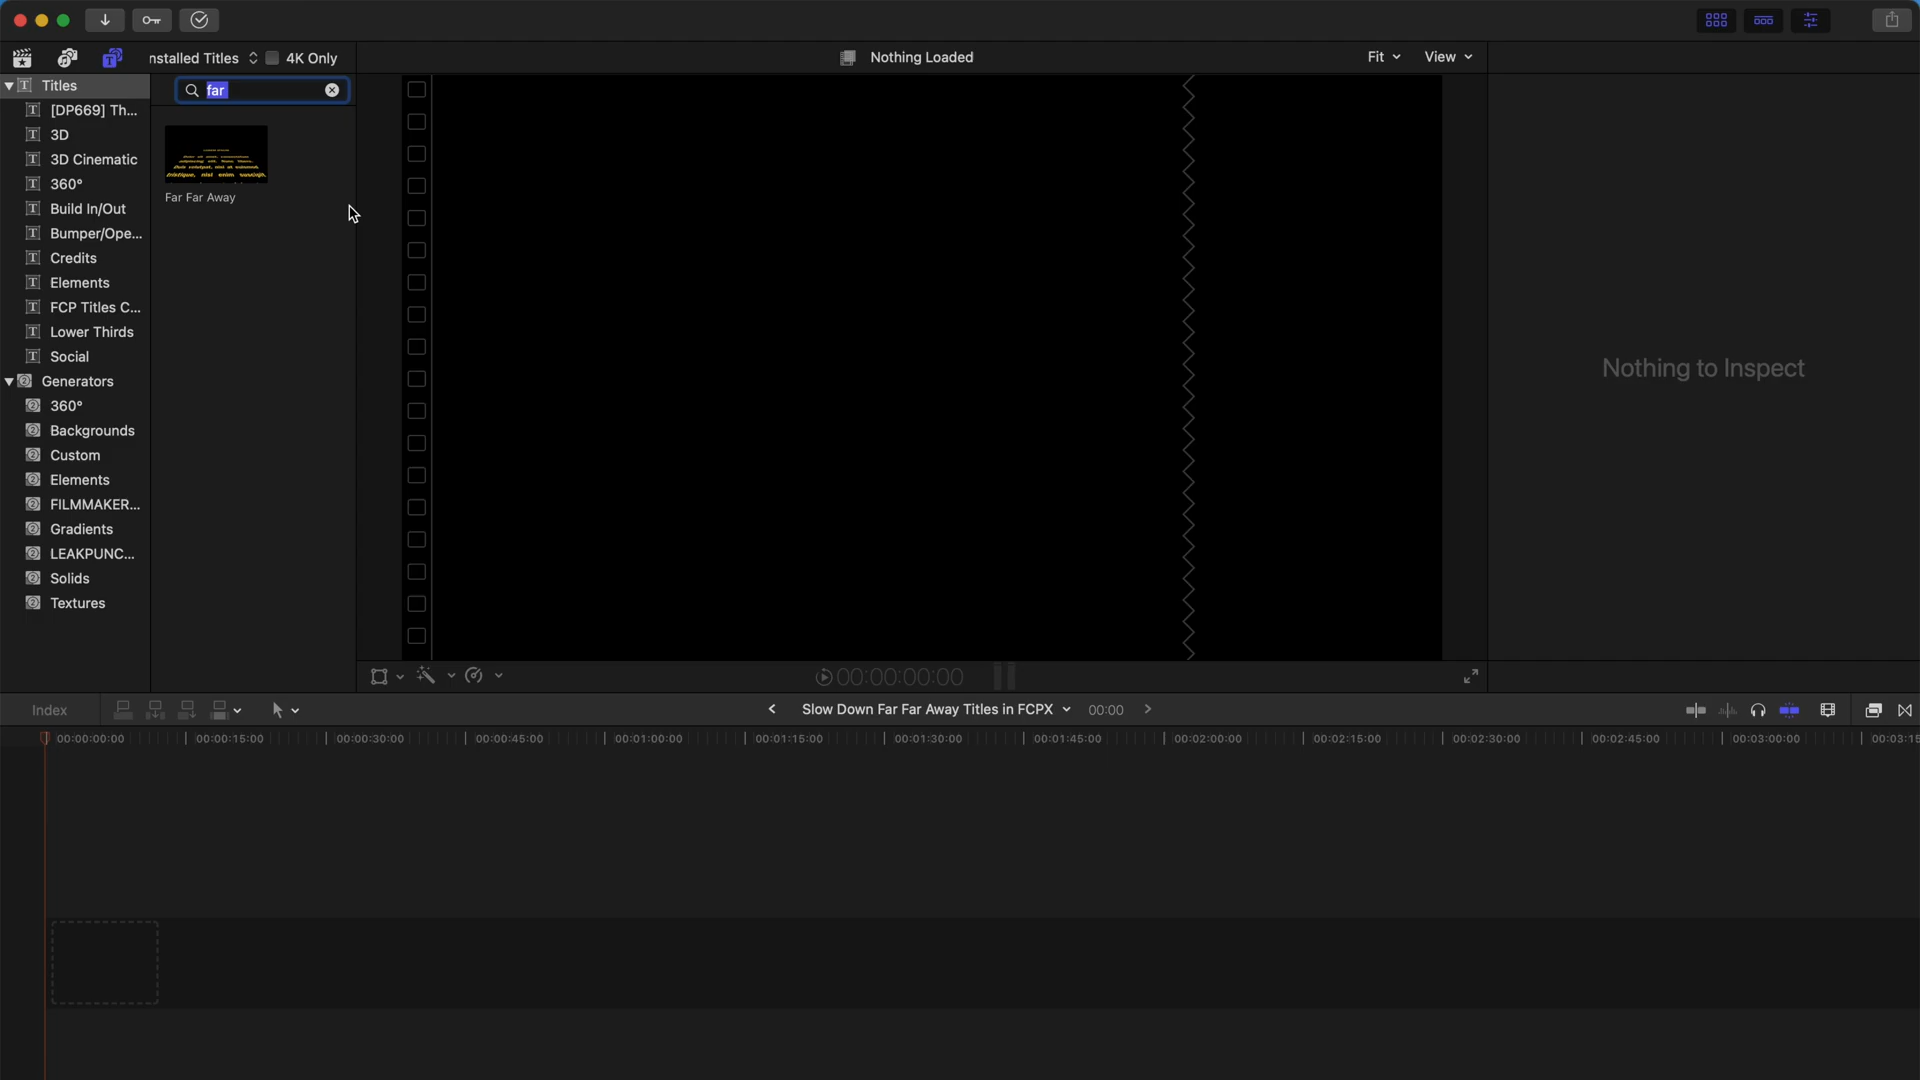 nstalled Titles
4K Only
Nothing Loaded
Fit
View
Titles
far
[DP669] Th...
3D
3D Cinematic
360°
Build In/Out
Bumper/Ope...
Credits
Elements
FCP Titles C...
Lower Thirds
Social
Generators
360°
Backgrounds
Custom
Elements
FILMMAKER...
Gradients
LEAKPUNC...
Solids
Textures
Far Far Away
Nothing to Inspect
00:00:00:00
Index
Slow Down Far Far Away Titles in FCPX
00:00
00:00:00:00
00:00:15:00
00:00:30:00
00:00:45:00
00:01:00:00
00:01:15:00
00:01:30:00
00:01:45:00
00:02:00:00
00:02:15:00
00:02:30:00
00:02:45:00
00:03:00:00
00:03:15